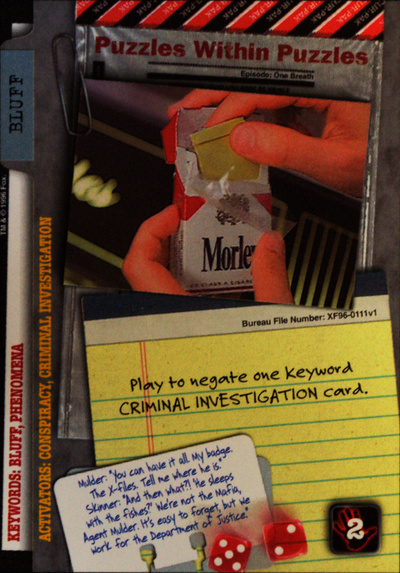 Puzzles Within Puzzles
Episode: One Breath
BLUFF
TM & © 1996 Fox.
KEYWORDS: BLUFF, PHENOMENA
ACTIVATORS: CONSPIRACY, CRIMINAL INVESTIGATION
Morle
Bureau File Number: XF96-0111v1
Play to negate one keyword
CRIMINAL INVESTIGATION card.
Mulder: "You can have it all. My badge.
The X-files. Tell me where he is."
Skinner: "And then what?! He sleeps
with the fishes? We're not the Mafia,
Agent Mulder. It's easy to forget, but we
work for the Department of Justice."
2